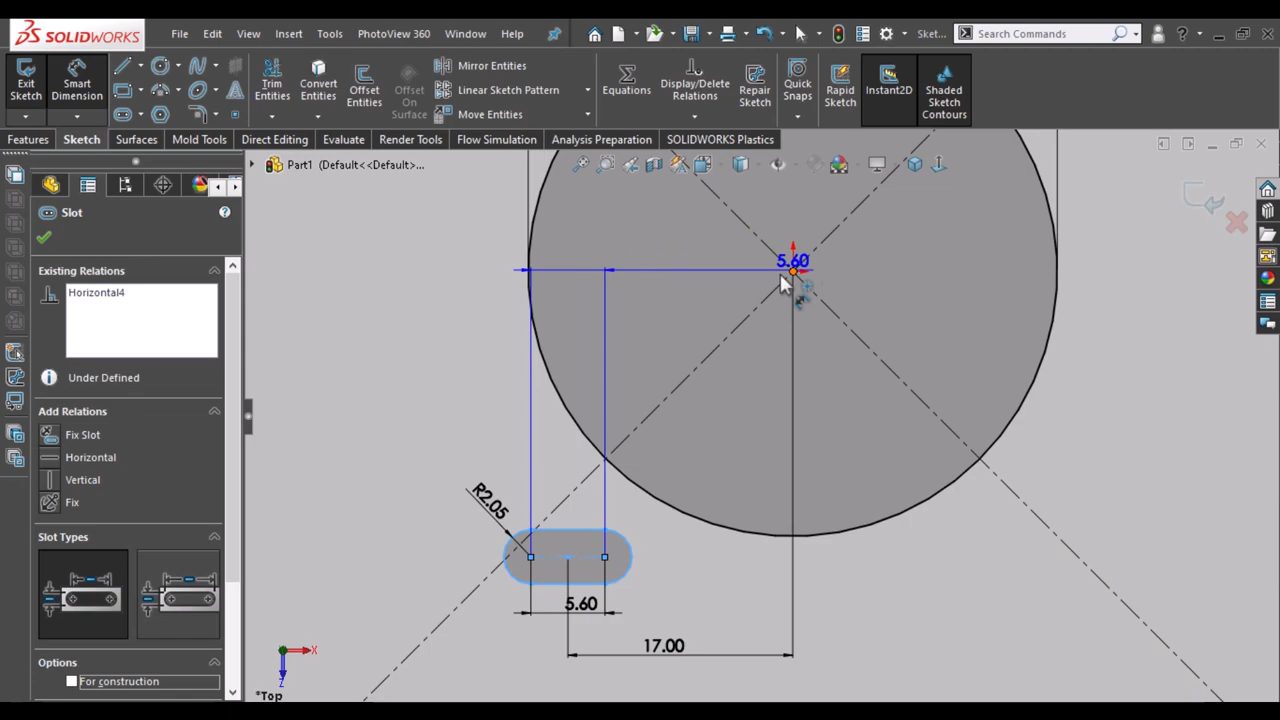 SOLIDWORKS
File Edit View Insert Tools PhotoView 360 Window Help
Sket...
Search Commands
Exit Sketch
Smart Dimension
Trim Entities
Convert Entities
Offset Entities
Offset On Surface
Mirror Entities
Linear Sketch Pattern
Move Entities
Equations
Display/Delete Relations
Repair Sketch
Quick Snaps
Rapid Sketch
Instant2D
Shaded Sketch Contours
Features Sketch Surfaces Mold Tools Direct Editing Evaluate Render Tools Flow Simulation Analysis Preparation SOLIDWORKS Plastics
Part1 (Default<<Default>...
Slot
?
Existing Relations
Horizontal4
Under Defined
Add Relations
Fix Slot
Horizontal
Vertical
Fix
Slot Types
Options
For construction
5.60
R2.05
5.60
17.00
X
Z
*Top